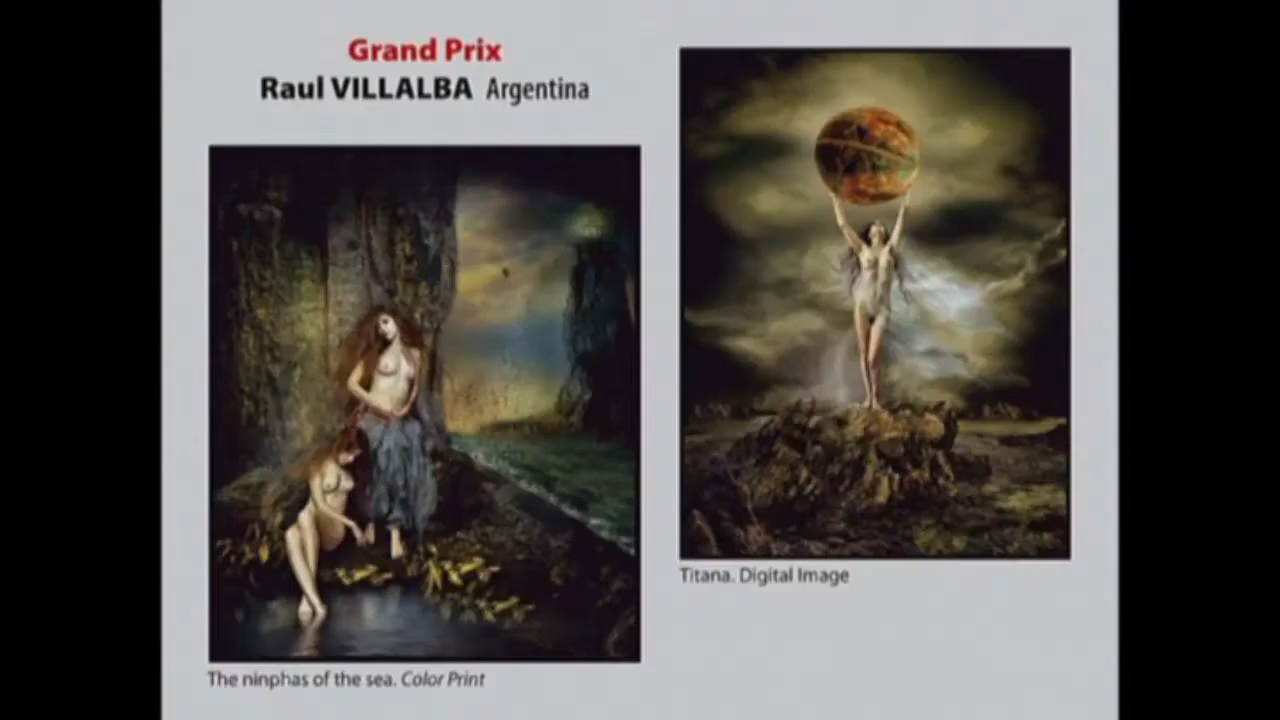 Grand Prix
Raul VILLALBA Argentina
The ninphas of the sea. Color Print
Titana. Digital Image